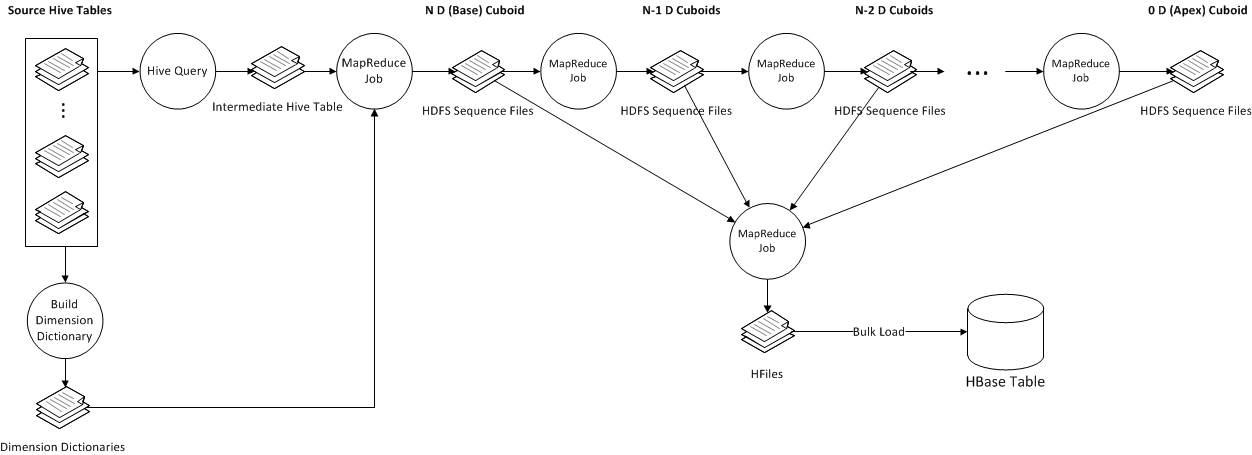 Source Hive Tables
N D (Base) Cuboid
N-1 D Cuboids
N-2 D Cuboids
0 D (Apex) Cuboid
Hive Query
Intermediate Hive Table
MapReduce
Job
HDFS Sequence Files
MapReduce
Job
HDFS Sequence Files
MapReduce
Job
HDFS Sequence Files
...
MapReduce
Job
HDFS Sequence Files
MapReduce
Job
Build
Dimension
Dictionary
Dimension Dictionaries
HFiles
Bulk Load
HBase Table